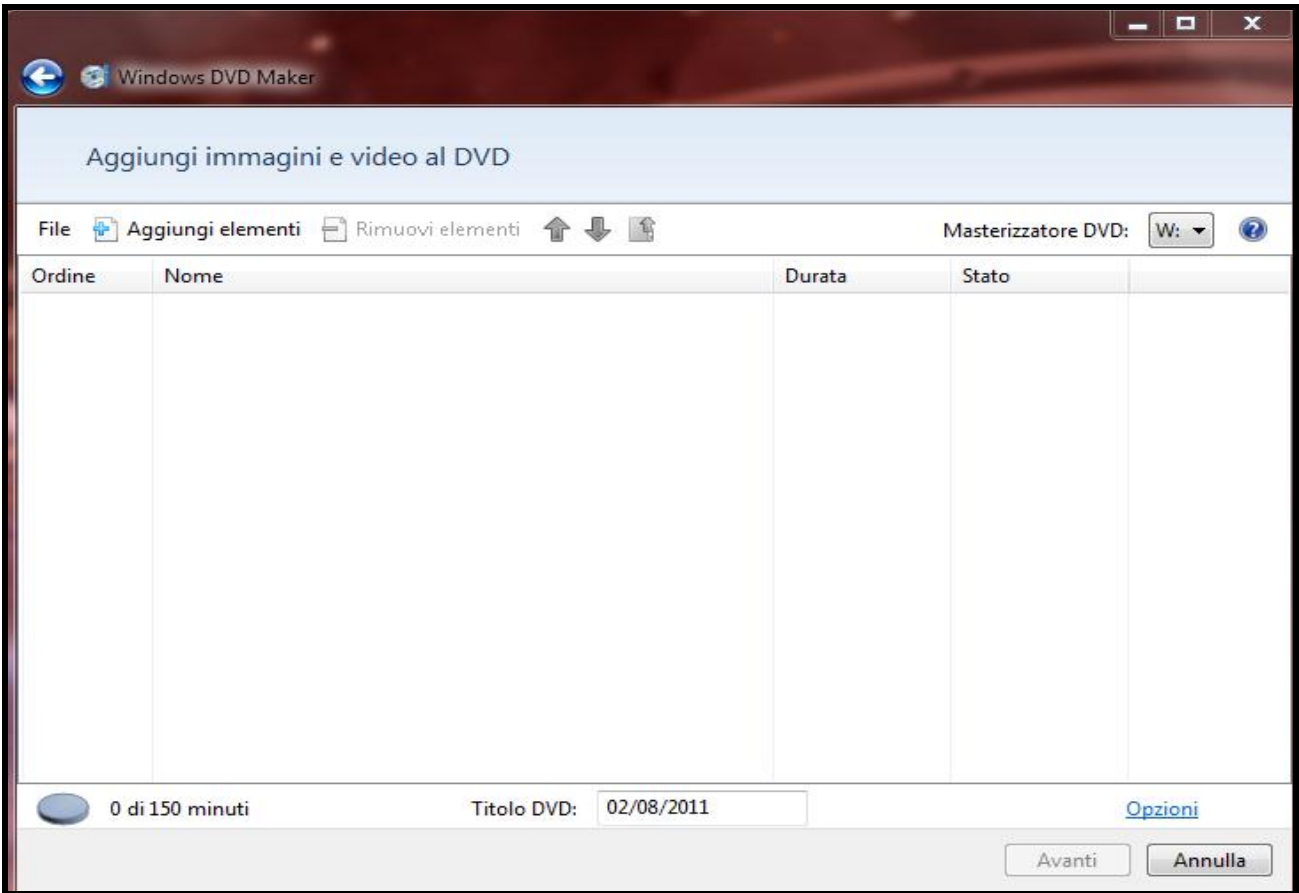 Windows DVD Maker
Aggiungi immagini e video al DVD
File Aggiungi elementi Rimuovi elementi Masterizzatore DVD: W:
Ordine Nome Durata Stato
0 di 150 minuti Titolo DVD: 02/08/2011 Opzioni
Avanti Annulla